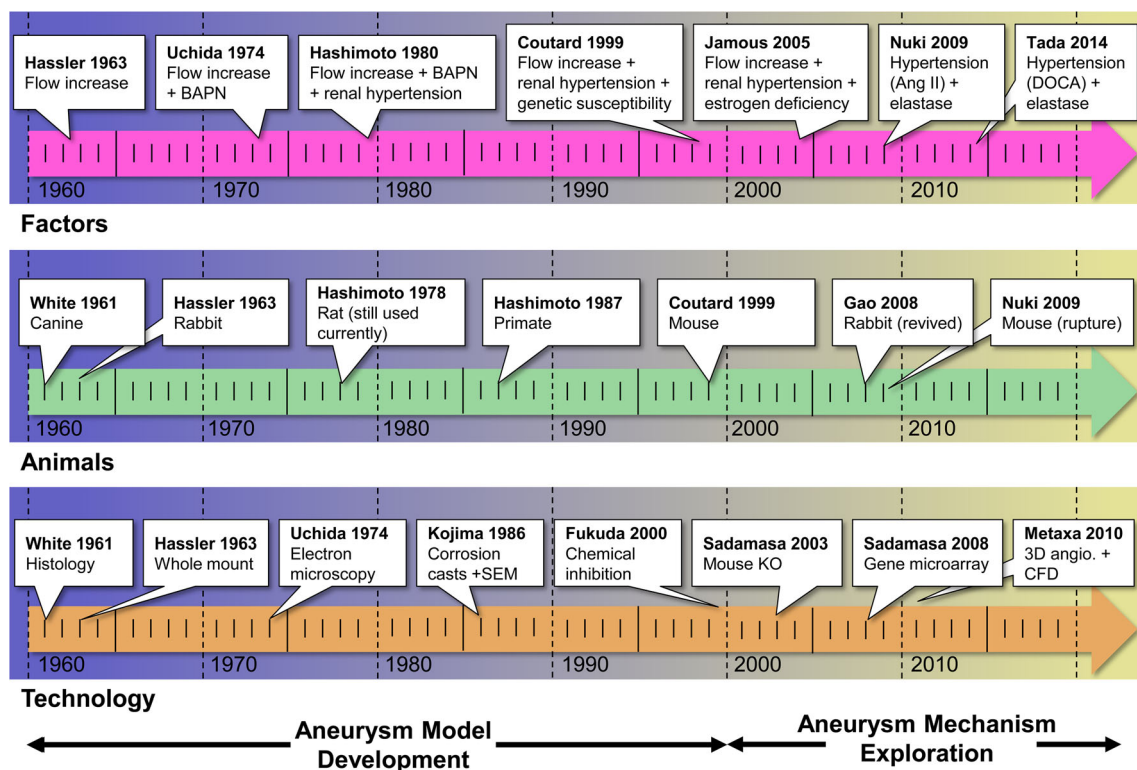 Hassler 1963
Flow increase
Uchida 1974
Flow increase
+ BAPN
Hashimoto 1980
Flow increase + BAPN
+ renal hypertension
Coutard 1999
Flow increase +
renal hypertension +
genetic susceptibility
Jamous 2005
Flow increase +
renal hypertension +
estrogen deficiency
Nuki 2009
Hypertension
(Ang II) +
elastase
Tada 2014
Hypertension
(DOCA) +
elastase
1960
1970
1980
1990
2000
2010
Factors
White 1961
Canine
Hassler 1963
Rabbit
Hashimoto 1978
Rat (still used
currently)
Hashimoto 1987
Primate
Coutard 1999
Mouse
Gao 2008
Rabbit (revived)
Nuki 2009
Mouse (rupture)
1960
1970
1980
1990
2000
2010
Animals
White 1961
Histology
Hassler 1963
Whole mount
Uchida 1974
Electron
microscopy
Kojima 1986
Corrosion
casts +SEM
Fukuda 2000
Chemical
inhibition
Sadamasa 2003
Mouse KO
Sadamasa 2008
Gene microarray
Metaxa 2010
3D angio. +
CFD
1960
1970
1980
1990
2000
2010
Technology
Aneurysm Model
Development
Aneurysm Mechanism
Exploration